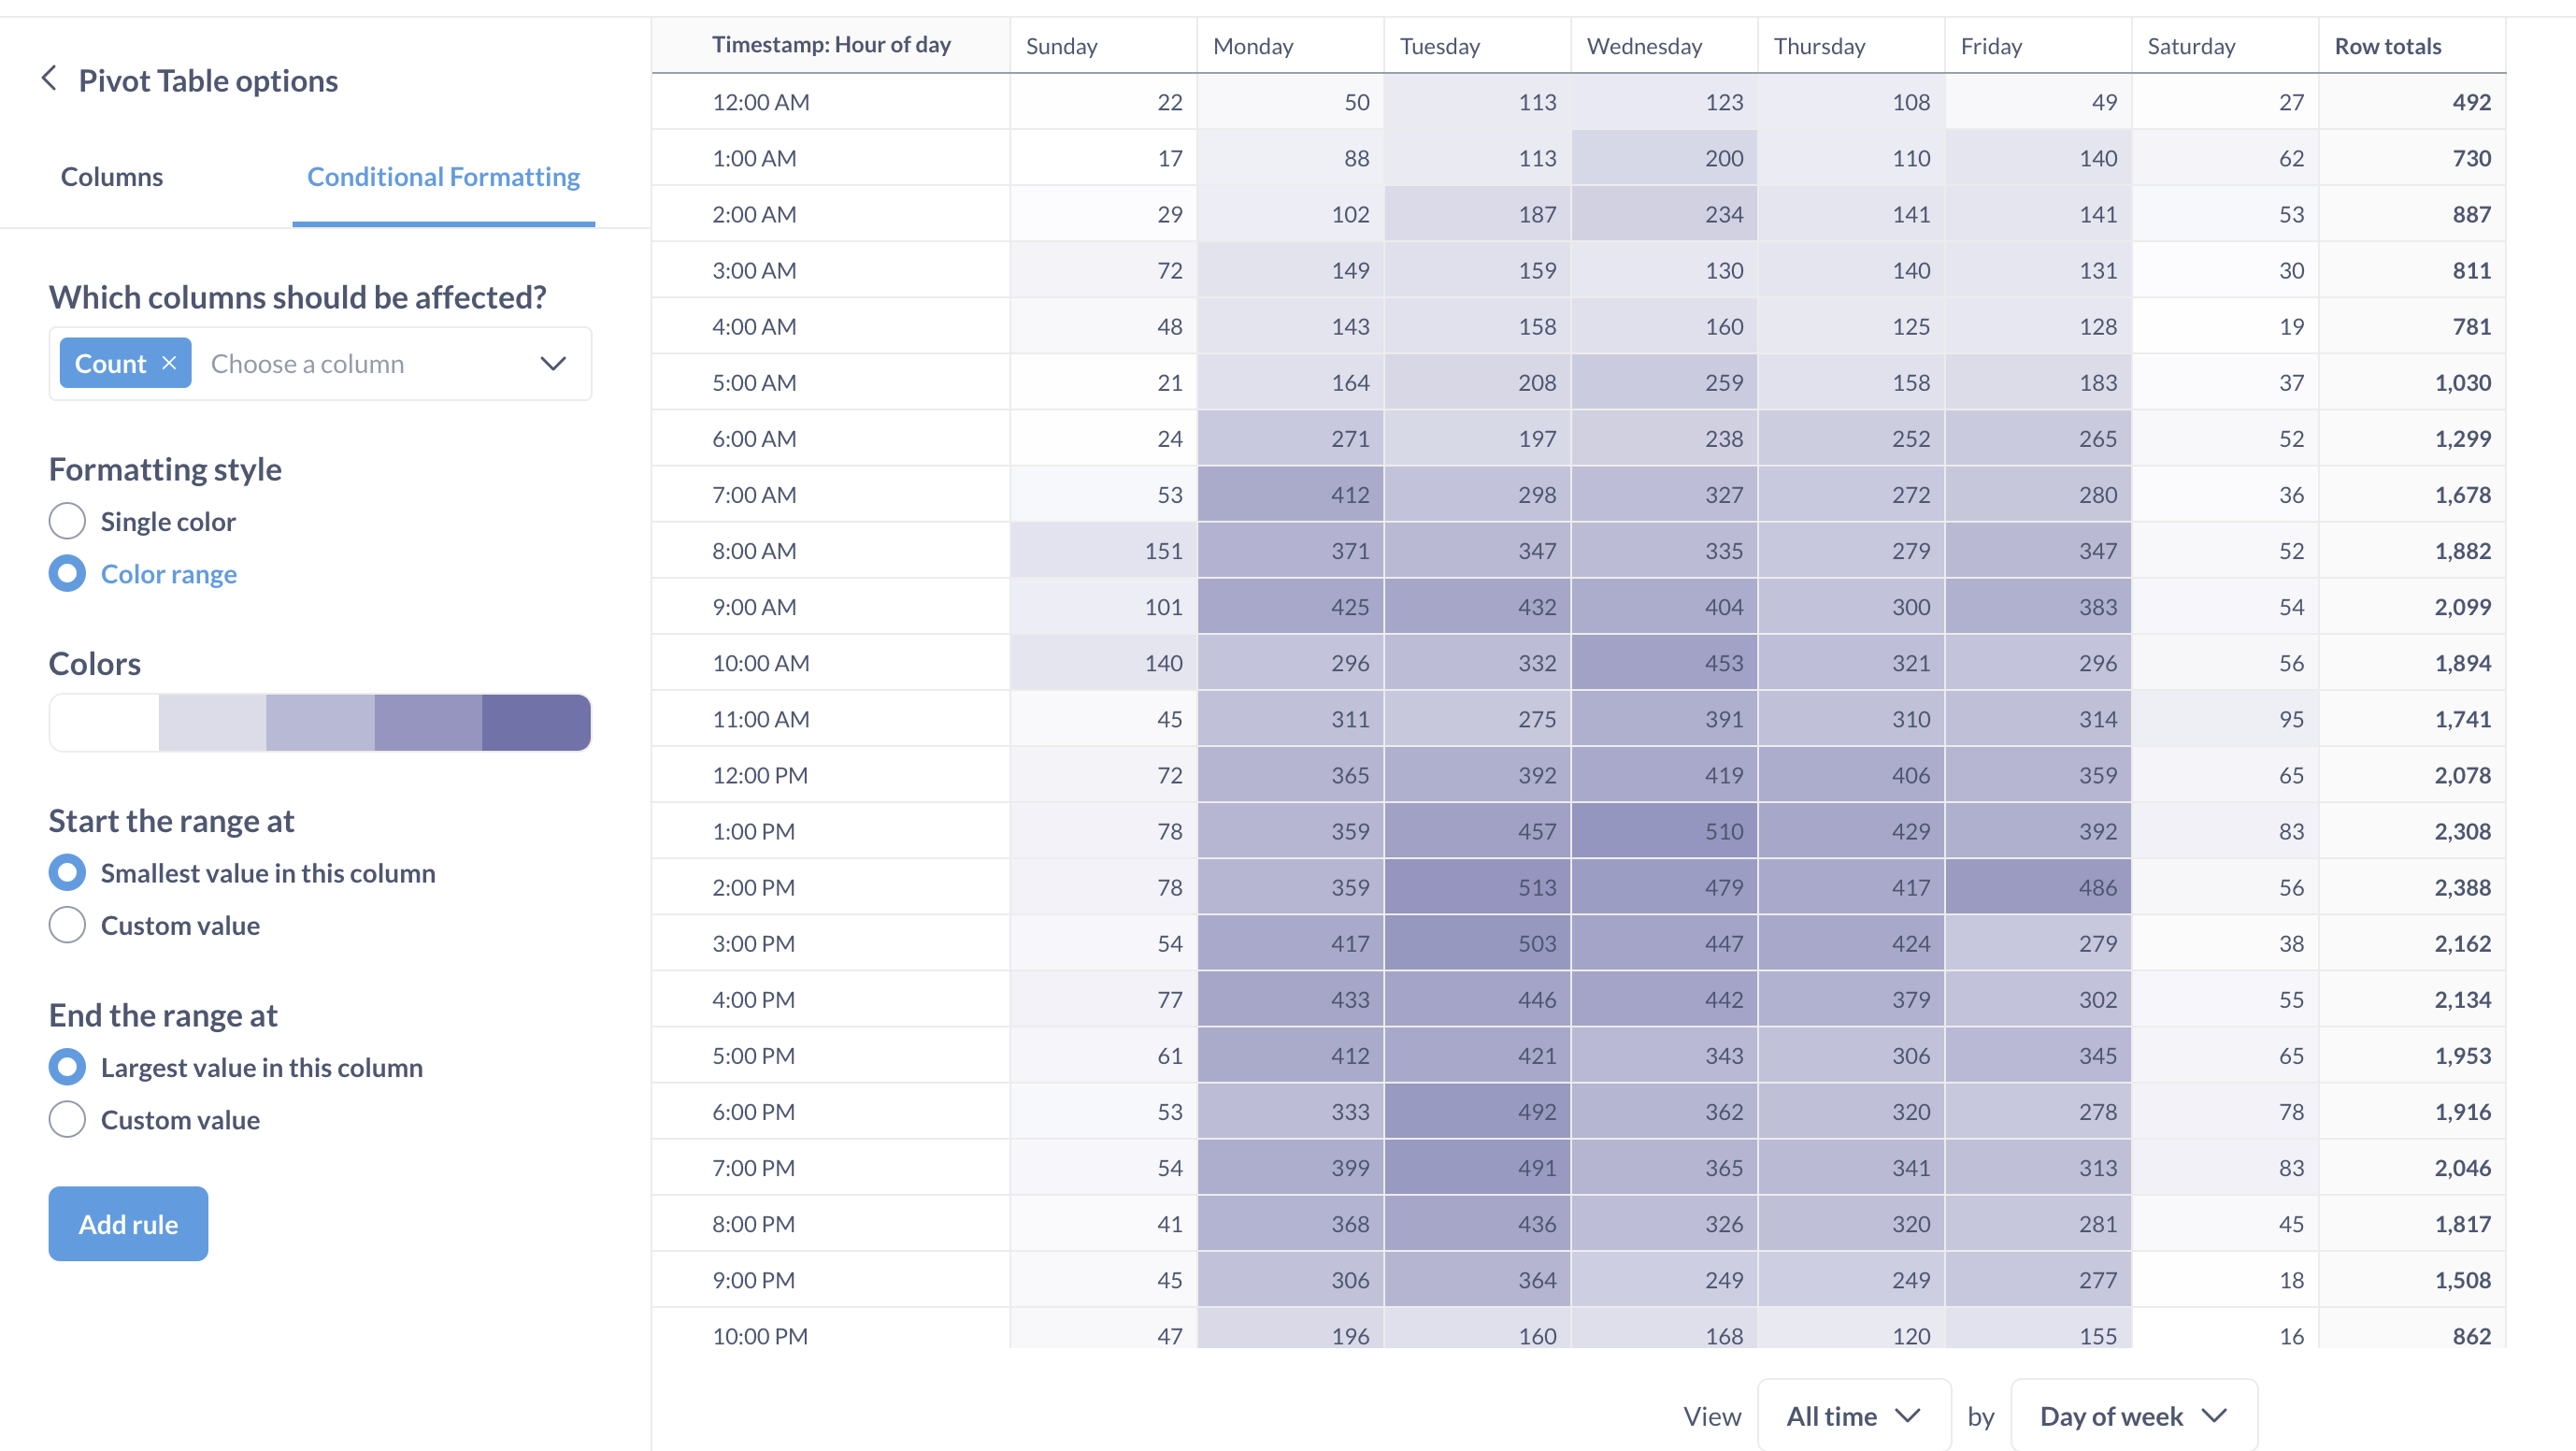 Pivot Table options
Columns Conditional Formatting
Which columns should be affected?
Count × Choose a column
Formatting style
Single color
Color range
Colors
Start the range at
Smallest value in this column
Custom value
End the range at
Largest value in this column
Custom value
Add rule
Timestamp: Hour of day Sunday Monday Tuesday Wednesday Thursday Friday Saturday Row totals
12:00 AM 22 50 113 123 108 49 27 492
1:00 AM 17 88 113 200 110 140 62 730
2:00 AM 29 102 187 234 141 141 53 887
3:00 AM 72 149 159 130 140 131 30 811
4:00 AM 48 143 158 160 125 128 19 781
5:00 AM 21 164 208 259 158 183 37 1,030
6:00 AM 24 271 197 238 252 265 52 1,299
7:00 AM 53 412 298 327 272 280 36 1,678
8:00 AM 151 371 347 335 279 347 52 1,882
9:00 AM 101 425 432 404 300 383 54 2,099
10:00 AM 140 296 332 453 321 296 56 1,894
11:00 AM 45 311 275 391 310 314 95 1,741
12:00 PM 72 365 392 419 406 359 65 2,078
1:00 PM 78 359 457 510 429 392 83 2,308
2:00 PM 78 359 513 479 417 486 56 2,388
3:00 PM 54 417 503 447 424 279 38 2,162
4:00 PM 77 433 446 442 379 302 55 2,134
5:00 PM 61 412 421 343 306 345 65 1,953
6:00 PM 53 333 492 362 320 278 78 1,916
7:00 PM 54 399 491 365 341 313 83 2,046
8:00 PM 41 368 436 326 320 281 45 1,817
9:00 PM 45 306 364 249 249 277 18 1,508
10:00 PM 47 196 160 168 120 155 16 862
View All time by Day of week